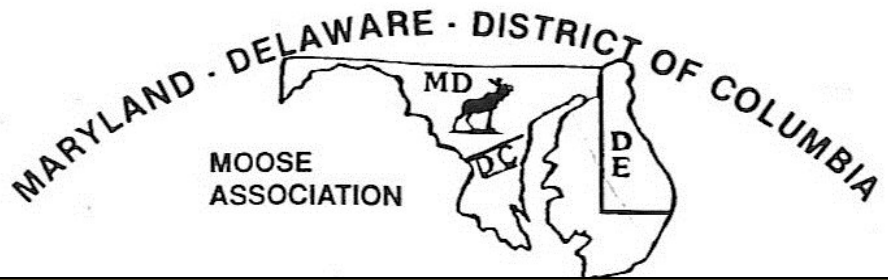 MARYLAND - DELAWARE - DISTRICT OF COLUMBIA
MD
DC
DE
MOOSE
ASSOCIATION